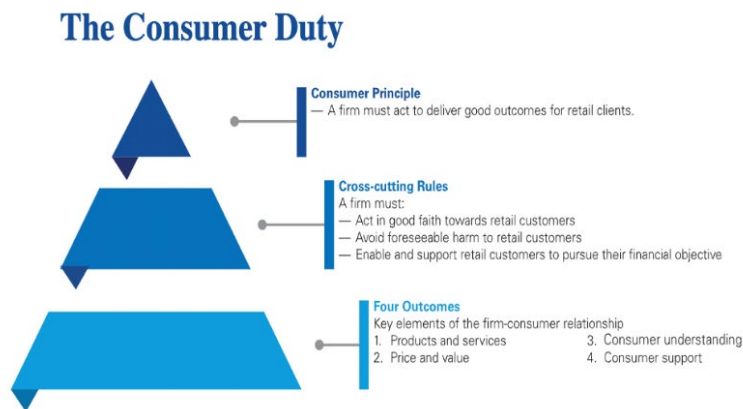 The Consumer Duty
Consumer Principle
— A firm must act to deliver good outcomes for retail clients.
Cross-cutting Rules
A firm must:
— Act in good faith towards retail customers
— Avoid foreseeable harm to retail customers
— Enable and support retail customers to pursue their financial objective
Four Outcomes
Key elements of the firm-consumer relationship
1. Products and services
2. Price and value
3. Consumer understanding
4. Consumer support